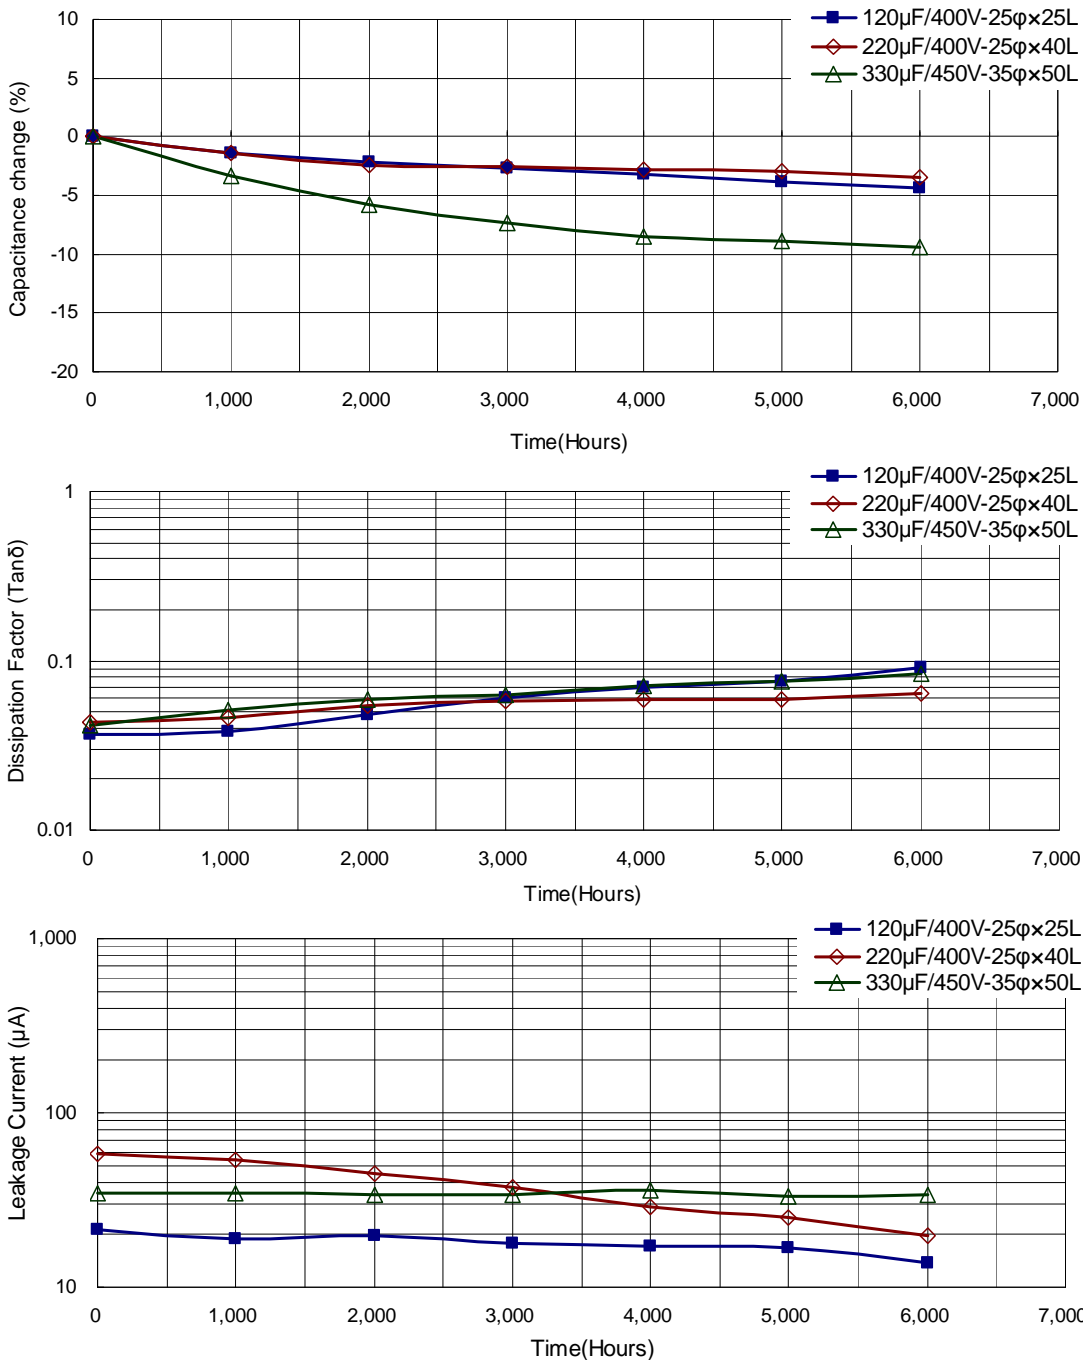 120µF/400V-25φ×25L
220µF/400V-25φ×40L
330µF/450V-35φ×50L
Capacitance change (%)
10
5
0
-5
-10
-15
-20
0 1,000 2,000 3,000 4,000 5,000 6,000 7,000
Time(Hours)
120µF/400V-25φ×25L
220µF/400V-25φ×40L
330µF/450V-35φ×50L
Dissipation Factor (Tanδ)
1
0.1
0.01
0 1,000 2,000 3,000 4,000 5,000 6,000 7,000
Time(Hours)
120µF/400V-25φ×25L
220µF/400V-25φ×40L
330µF/450V-35φ×50L
Leakage Current (µA)
1,000
100
10
0 1,000 2,000 3,000 4,000 5,000 6,000 7,000
Time(Hours)